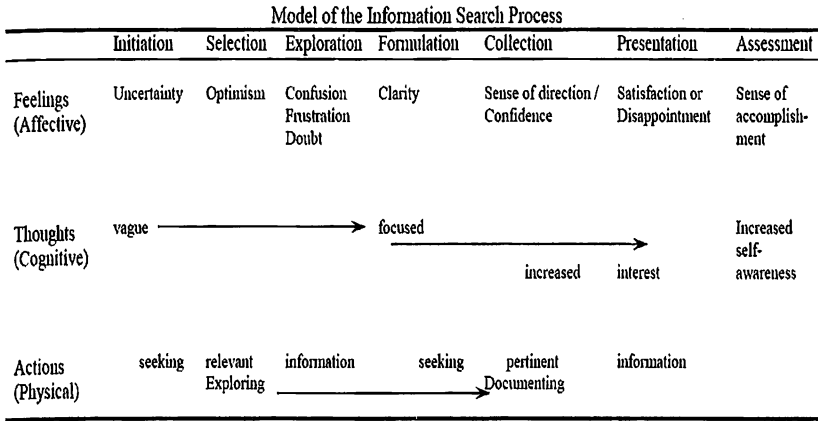 Model of the Information Search Process
Initiation Selection Exploration Formulation Collection Presentation Assessment
Feelings (Affective) Uncertainty Optimism Confusion Frustration Doubt Clarity Sense of direction / Confidence Satisfaction or Disappointment Sense of accomplish-ment
Thoughts (Cognitive) vague focused Increased self-awareness
increased interest
Actions (Physical) seeking relevant information seeking pertinent information
Exploring Documenting